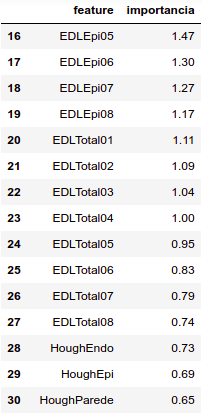 feature importancia
16 EDLEpi05 1.47
17 EDLEpi06 1.30
18 EDLEpi07 1.27
19 EDLEpi08 1.17
20 EDLTotal01 1.11
21 EDLTotal02 1.09
22 EDLTotal03 1.04
23 EDLTotal04 1.00
24 EDLTotal05 0.95
25 EDLTotal06 0.83
26 EDLTotal07 0.79
27 EDLTotal08 0.74
28 HoughEndo 0.73
29 HoughEpi 0.69
30 HoughParede 0.65